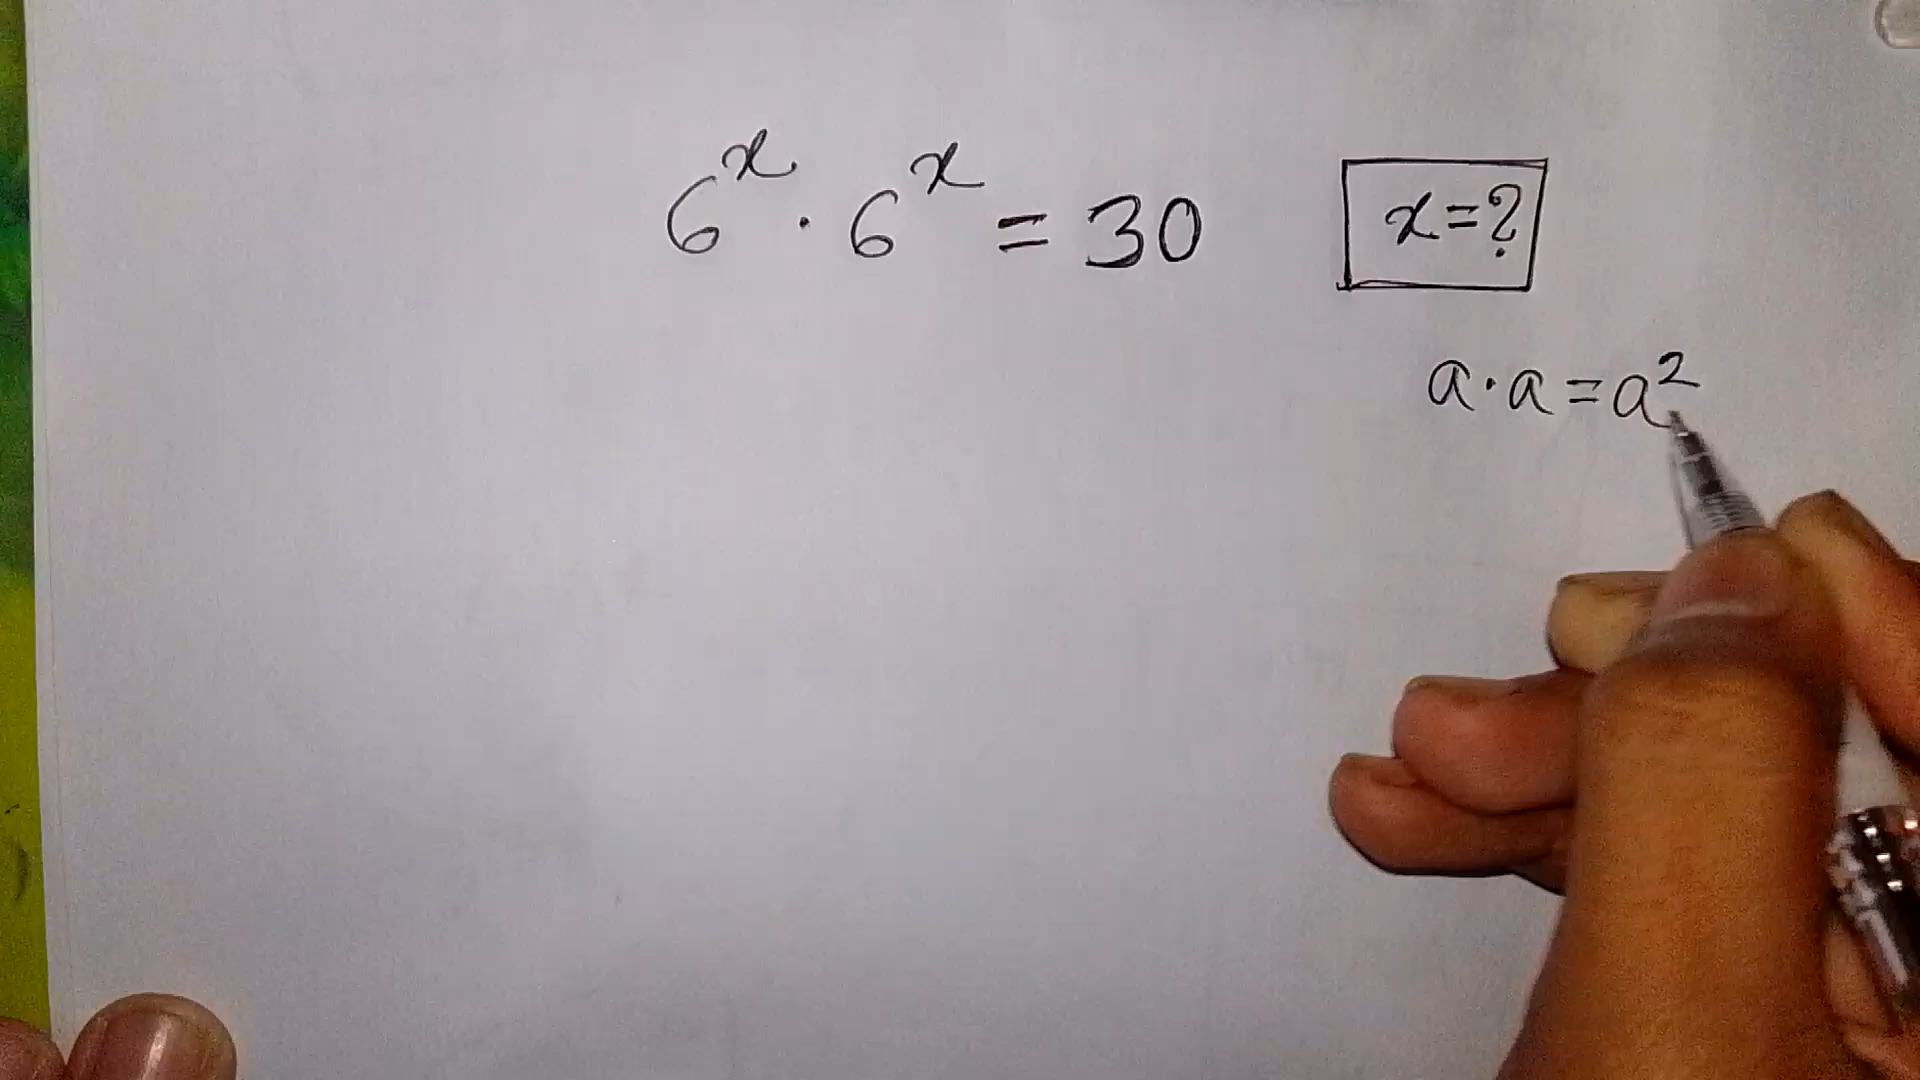 6^x · 6^x = 30
x = ?
a · a = a^2